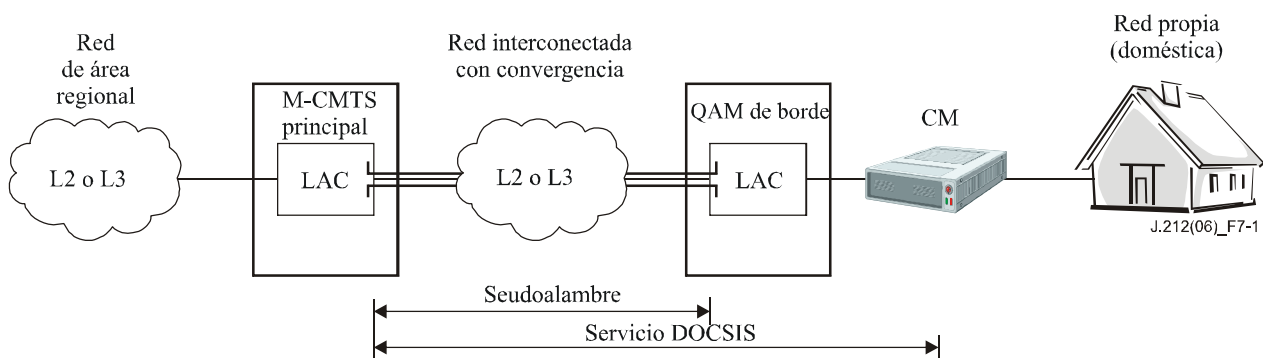 Red
de área
regional
L2 o L3
M-CMTS
principal
LAC
Red interconectada
con convergencia
L2 o L3
QAM de borde
LAC
CM
Red propia
(doméstica)
J.212(06)_F7-1
Seudoalambre
Servicio DOCSIS